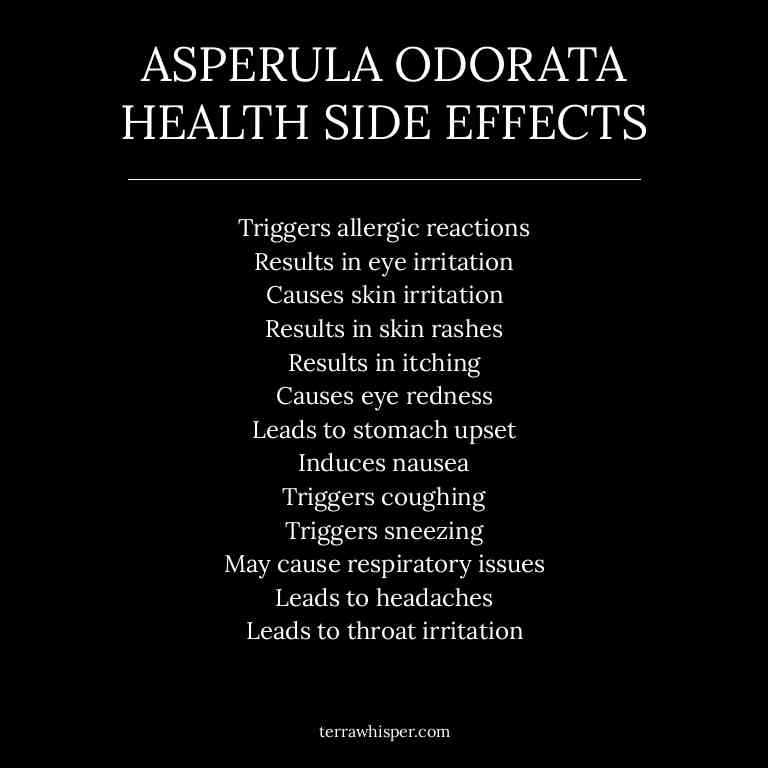 ASPERULA ODORATA
HEALTH SIDE EFFECTS
Triggers allergic reactions
Results in eye irritation
Causes skin irritation
Results in skin rashes
Results in itching
Causes eye redness
Leads to stomach upset
Induces nausea
Triggers coughing
Triggers sneezing
May cause respiratory issues
Leads to headaches
Leads to throat irritation
terrawhisper.com